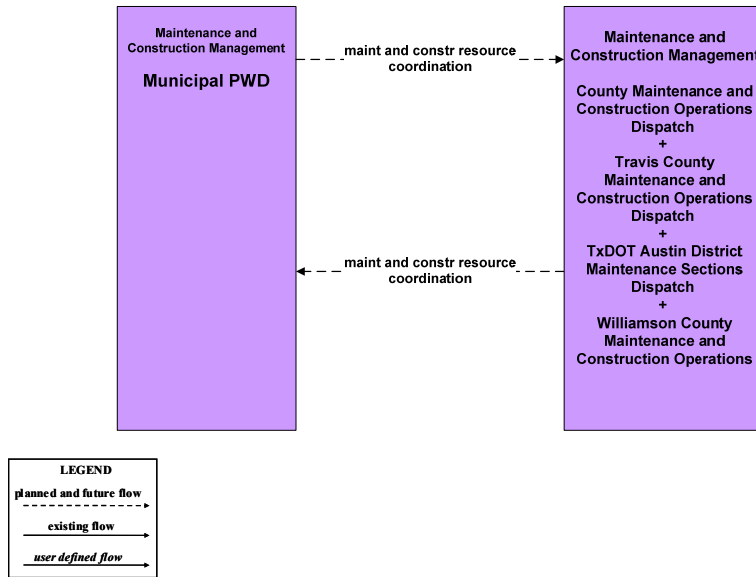 Maintenance and
Construction Management
Municipal PWD
maint and constr resource
coordination
maint and constr resource
coordination
Maintenance and
Construction Management
County Maintenance and
Construction Operations
Dispatch
+
Travis County
Maintenance and
Construction Operations
Dispatch
+
TxDOT Austin District
Maintenance Sections
Dispatch
+
Williamson County
Maintenance and
Construction Operations
LEGEND
planned and future flow
existing flow
user defined flow